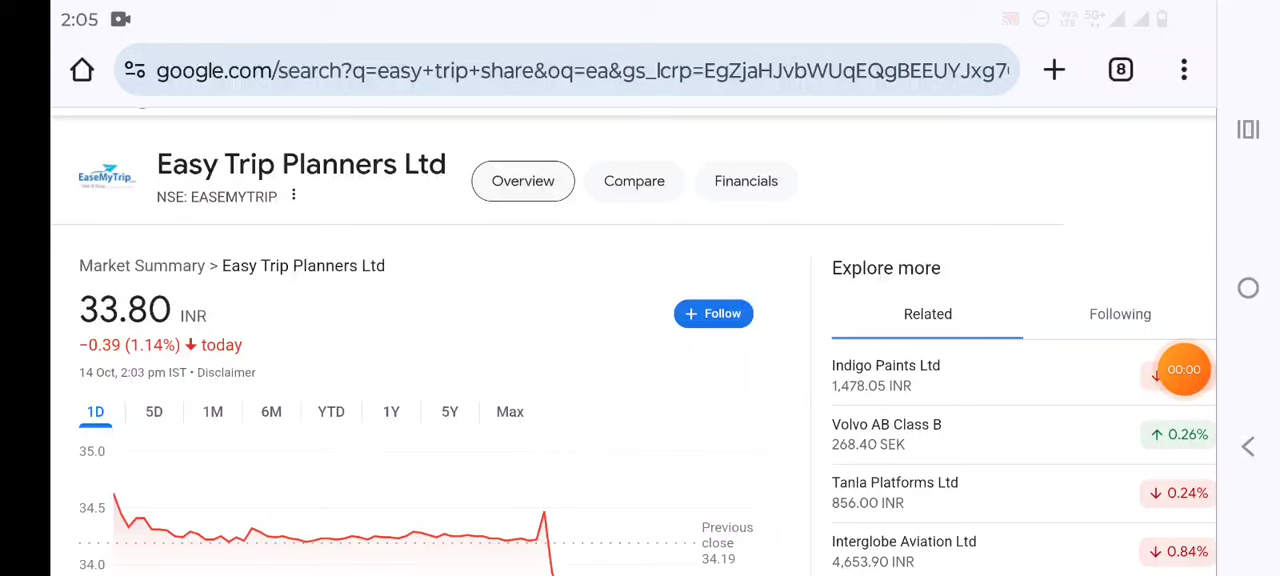 2:05
5G+
LTE
google.com/search?q=easy+trip+share&oq=ea&gs_lcrp=EgZjaHJvbWUqEQgBEEUYJxg7
8
EaseMyTrip
Easy Trip Planners Ltd
NSE: EASEMYTRIP
Overview
Compare
Financials
Market Summary > Easy Trip Planners Ltd
33.80 INR
−0.39 (1.14%) ↓ today
14 Oct, 2:03 pm IST • Disclaimer
+ Follow
1D
5D
1M
6M
YTD
1Y
5Y
Max
35.0
34.5
34.0
Previous
close
34.19
Explore more
Related
Following
Indigo Paints Ltd
1,478.05 INR
↓
00:00
Volvo AB Class B
268.40 SEK
↑ 0.26%
Tanla Platforms Ltd
856.00 INR
↓ 0.24%
Interglobe Aviation Ltd
4,653.90 INR
↓ 0.84%